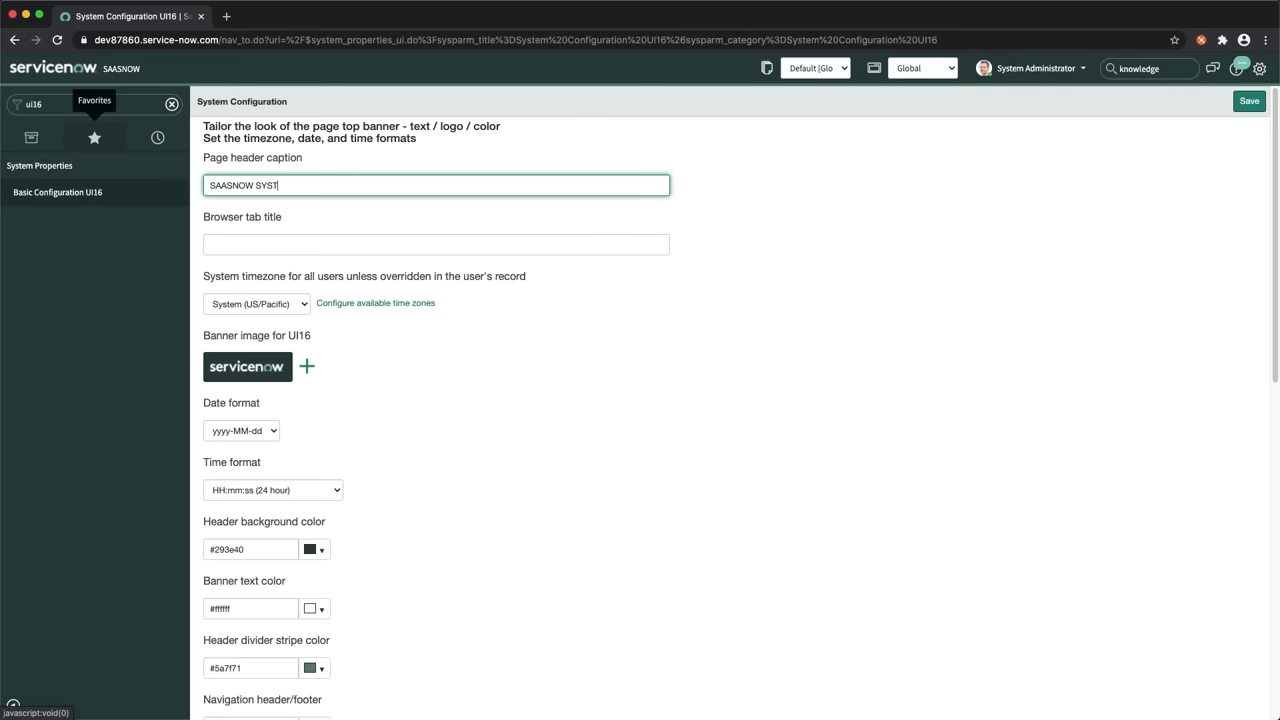 System Configuration UI16 | Se
dev87860.service-now.com/nav_to.do?uri=%2F$system_properties_ui.do%3Fsysparm_title%3DSystem%20Configuration%20UI16%26sysparm_category%3DSystem%20Configuration%20UI16
servicenow SAASNOW
Default [Glo
Global
System Administrator
knowledge
ui16
Favorites
System Configuration
Save
System Properties
Basic Configuration UI16
Tailor the look of the page top banner - text / logo / color
Set the timezone, date, and time formats
Page header caption
SAASNOW SYST
Browser tab title
System timezone for all users unless overridden in the user's record
System (US/Pacific)
Configure available time zones
Banner image for UI16
servicenow
Date format
yyyy-MM-dd
Time format
HH:mm:ss (24 hour)
Header background color
#293e40
Banner text color
#ffffff
Header divider stripe color
#5a7f71
Navigation header/footer
javascript:void(0)